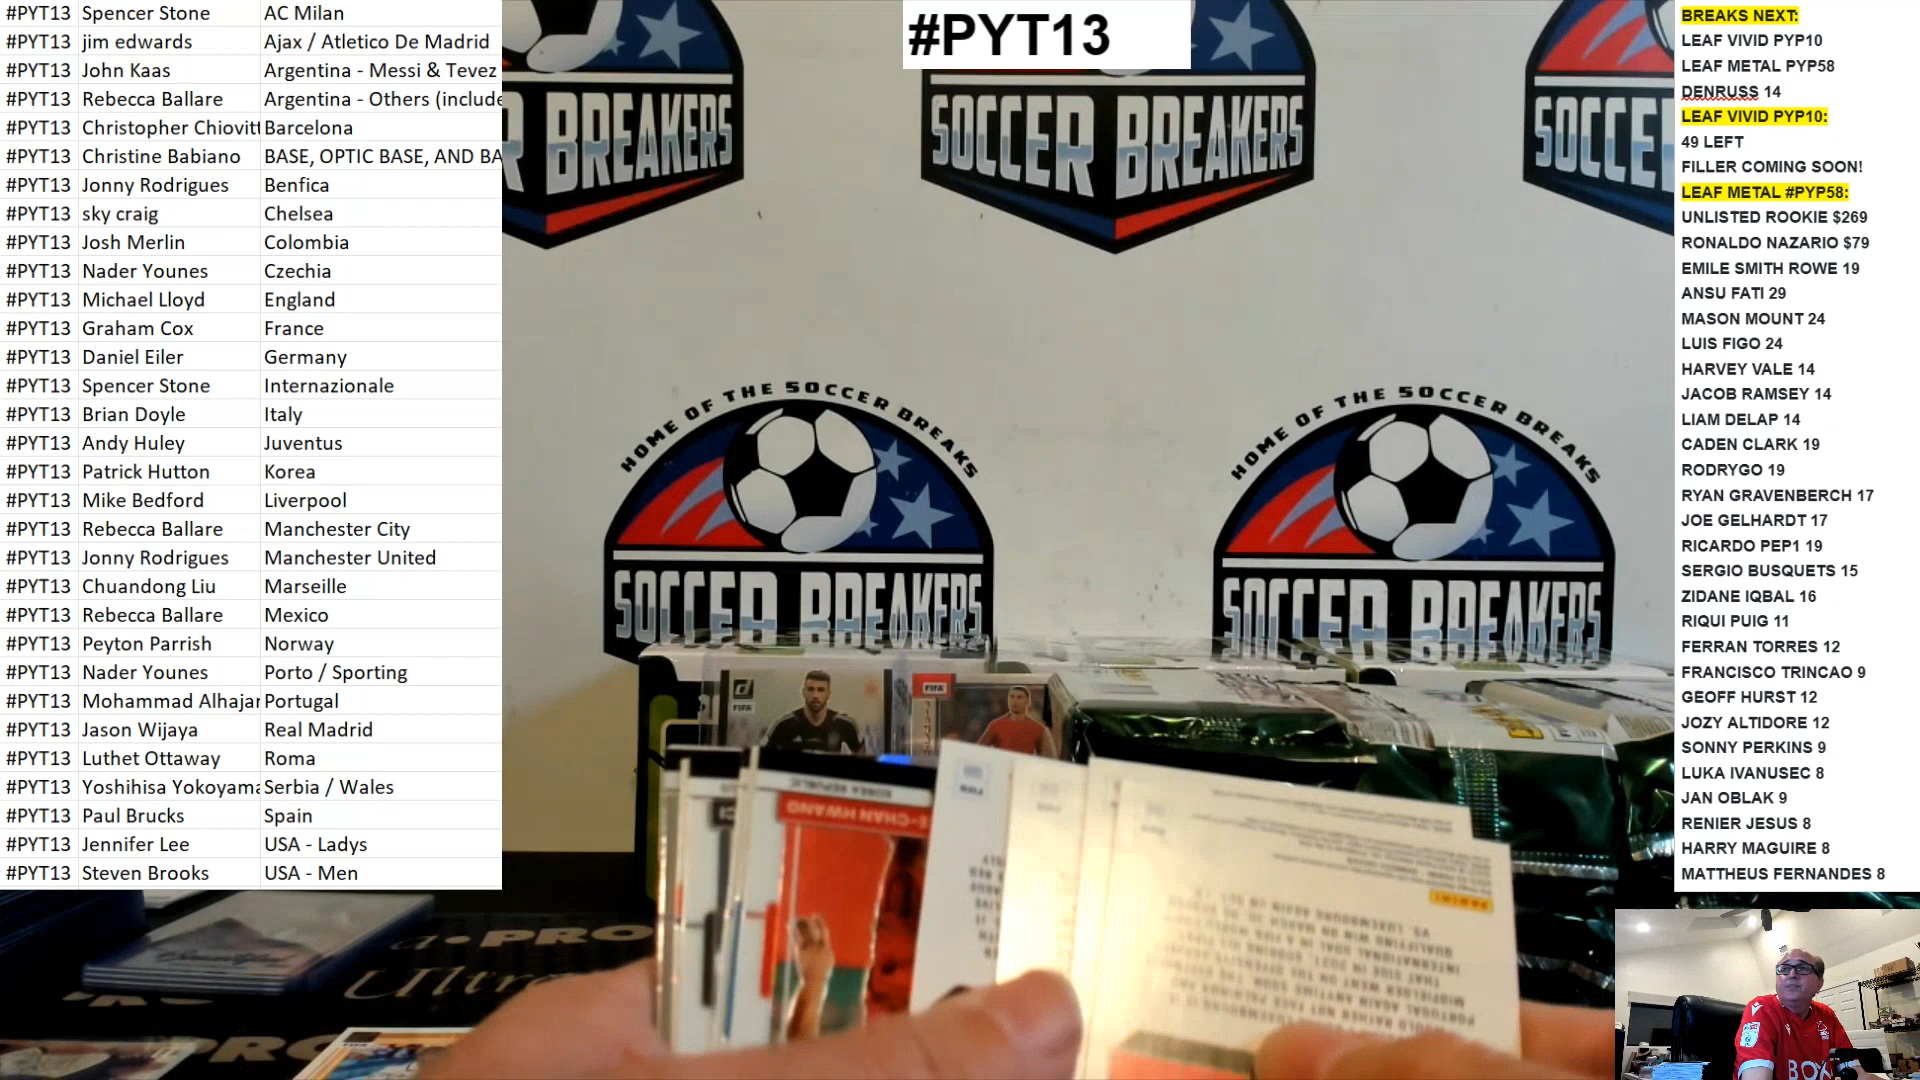 #PYT13 Spencer Stone AC Milan
#PYT13 jim edwards Ajax / Atletico De Madrid
#PYT13 John Kaas Argentina - Messi & Tevez
#PYT13 Rebecca Ballare Argentina - Others (include
#PYT13 Christopher Chiovitt Barcelona
#PYT13 Christine Babiano BASE, OPTIC BASE, AND BA
#PYT13 Jonny Rodrigues Benfica
#PYT13 sky craig Chelsea
#PYT13 Josh Merlin Colombia
#PYT13 Nader Younes Czechia
#PYT13 Michael Lloyd England
#PYT13 Graham Cox France
#PYT13 Daniel Eiler Germany
#PYT13 Spencer Stone Internazionale
#PYT13 Brian Doyle Italy
#PYT13 Andy Huley Juventus
#PYT13 Patrick Hutton Korea
#PYT13 Mike Bedford Liverpool
#PYT13 Rebecca Ballare Manchester City
#PYT13 Jonny Rodrigues Manchester United
#PYT13 Chuandong Liu Marseille
#PYT13 Rebecca Ballare Mexico
#PYT13 Peyton Parrish Norway
#PYT13 Nader Younes Porto / Sporting
#PYT13 Mohammad Alhajar Portugal
#PYT13 Jason Wijaya Real Madrid
#PYT13 Luthet Ottaway Roma
#PYT13 Yoshihisa Yokoyama Serbia / Wales
#PYT13 Paul Brucks Spain
#PYT13 Jennifer Lee USA - Ladys
#PYT13 Steven Brooks USA - Men
#PYT13
R BREAKERS
SOCCER BREAKERS
SOCCE
HOME OF THE SOCCER BREAKS
SOCCER BREAKERS
HOME OF THE SOCCER BREAKS
SOCCER BREAKERS
FIFA
FIFA
KOREA REPUBLIC
E-CHAN HWANG
PANINI
BREAKS NEXT:
LEAF VIVID PYP10
LEAF METAL PYP58
DENRUSS 14
LEAF VIVID PYP10:
49 LEFT
FILLER COMING SOON!
LEAF METAL #PYP58:
UNLISTED ROOKIE $269
RONALDO NAZARIO $79
EMILE SMITH ROWE 19
ANSU FATI 29
MASON MOUNT 24
LUIS FIGO 24
HARVEY VALE 14
JACOB RAMSEY 14
LIAM DELAP 14
CADEN CLARK 19
RODRYGO 19
RYAN GRAVENBERCH 17
JOE GELHARDT 17
RICARDO PEP1 19
SERGIO BUSQUETS 15
ZIDANE IQBAL 16
RIQUI PUIG 11
FERRAN TORRES 12
FRANCISCO TRINCAO 9
GEOFF HURST 12
JOZY ALTIDORE 12
SONNY PERKINS 9
LUKA IVANUSEC 8
JAN OBLAK 9
RENIER JESUS 8
HARRY MAGUIRE 8
MATTHEUS FERNANDES 8